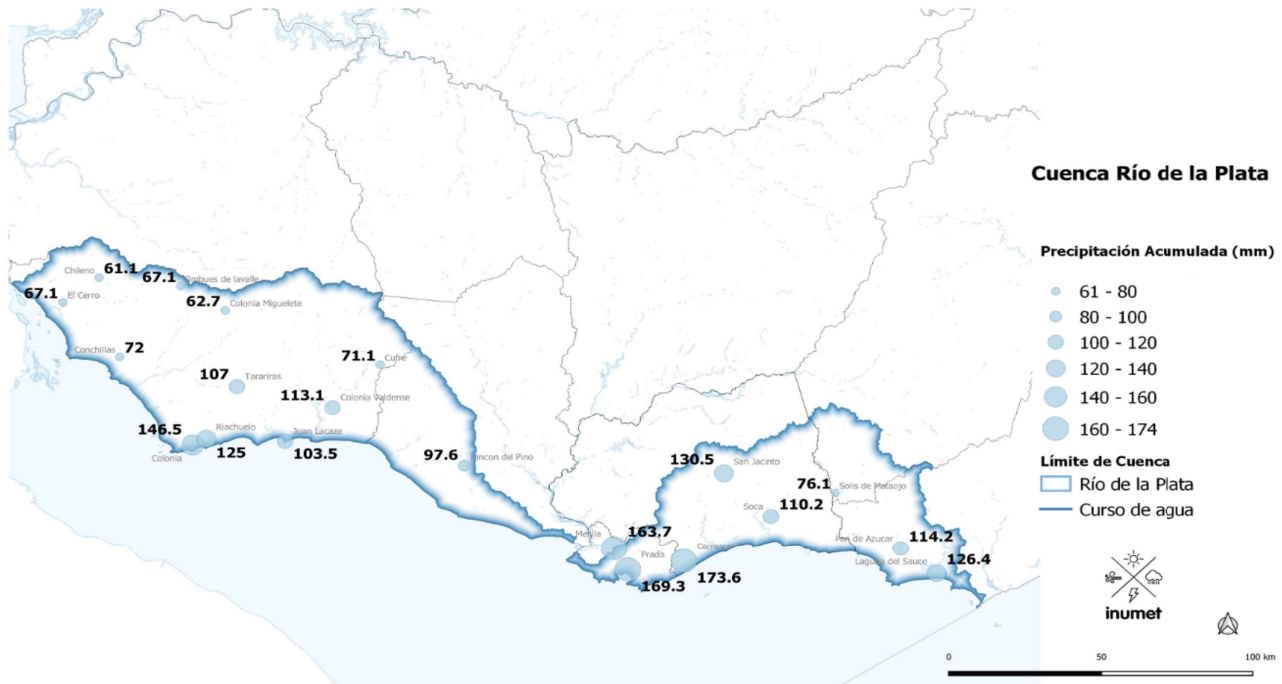 Cuenca Río de la Plata
Precipitación Acumulada (mm)
61 - 80
80 - 100
100 - 120
120 - 140
140 - 160
160 - 174
Límite de Cuenca
Río de la Plata
Curso de agua
inumet
0 50 100 km
Chileno 61.1
67.1 Ombues de lavalle
67.1 El Cerro
62.7 Colonia Miguelete
Conchillas 72
71.1 Cufré
107 Tarariras
113.1 Colonia Valdense
146.5 Riachuelo
Juan Lacaze
Colonia 125 103.5
97.6 Rincon del Pino
130.5 San Jacinto
76.1 Solis de Mataojo
Soca 110.2
Melilla 163.7
Prado
169.3 173.6
Pan de Azucar 114.2
Laguna del Sauce 126.4